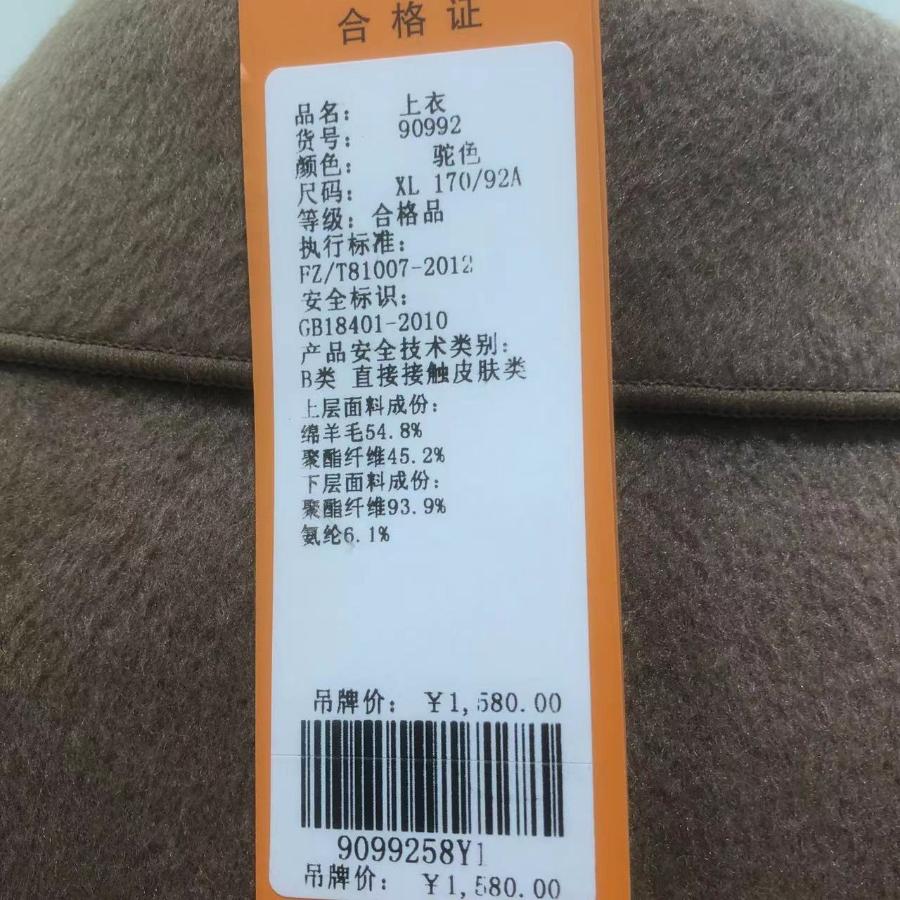 合格证
品名： 上衣
货号： 90992
颜色： 驼色
尺码： XL 170/92A
等级：合格品
执行标准：
FZ/T81007-2012
安全标识：
GB18401-2010
产品安全技术类别：
B类 直接接触皮肤类
上层面料成份：
绵羊毛54.8%
聚酯纤维45.2%
下层面料成份：
聚酯纤维93.9%
氨纶6.1%
吊牌价： ￥1,580.00
9099258Y1
吊牌价： ￥1,580.00